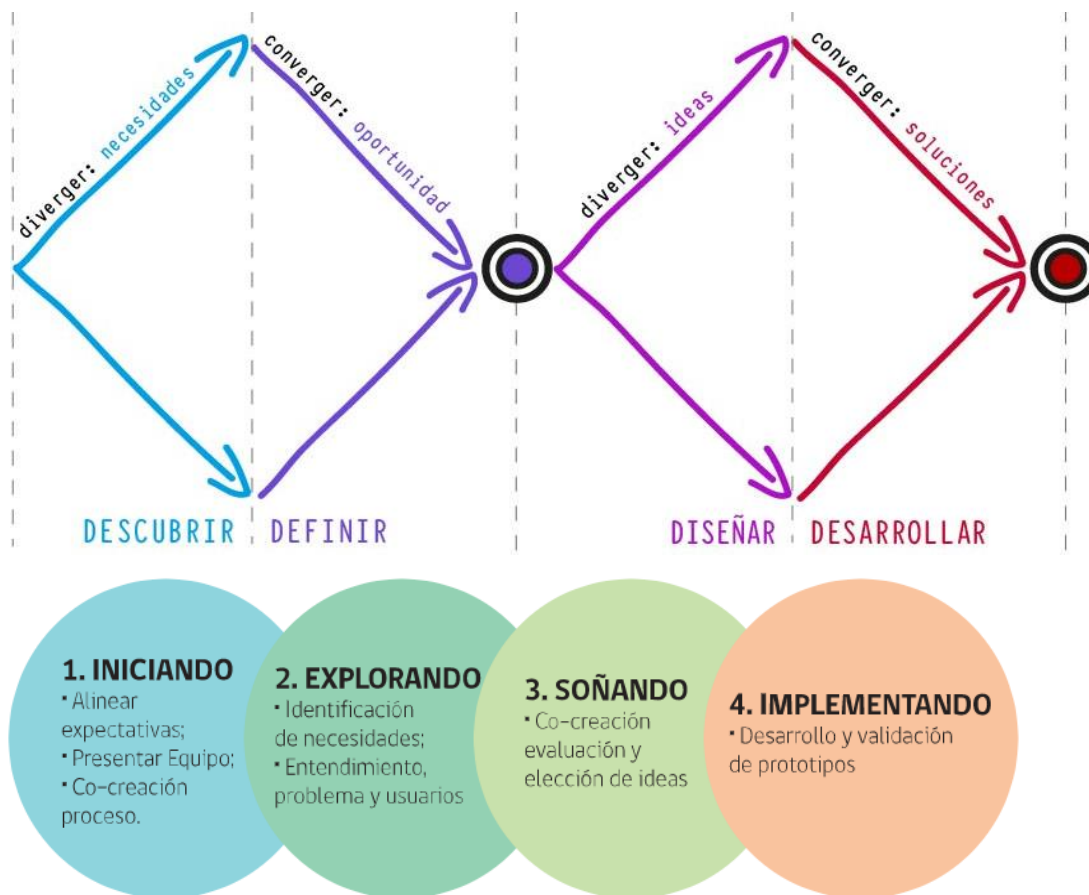 diverger: necesidades
converger: oportunidad
diverger: ideas
converger: soluciones
DESCUBRIR
DEFINIR
DISEÑAR
DESARROLLAR
1. INICIANDO
▪ Alinear
expectativas;
▪ Presentar Equipo;
▪ Co-creación
proceso.
2. EXPLORANDO
▪ Identificación
de necesidades;
▪ Entendimiento,
problema y usuarios
3. SOÑANDO
▪ Co-creación
evaluación y
elección de ideas
4. IMPLEMENTANDO
▪ Desarrollo y validación
de prototipos